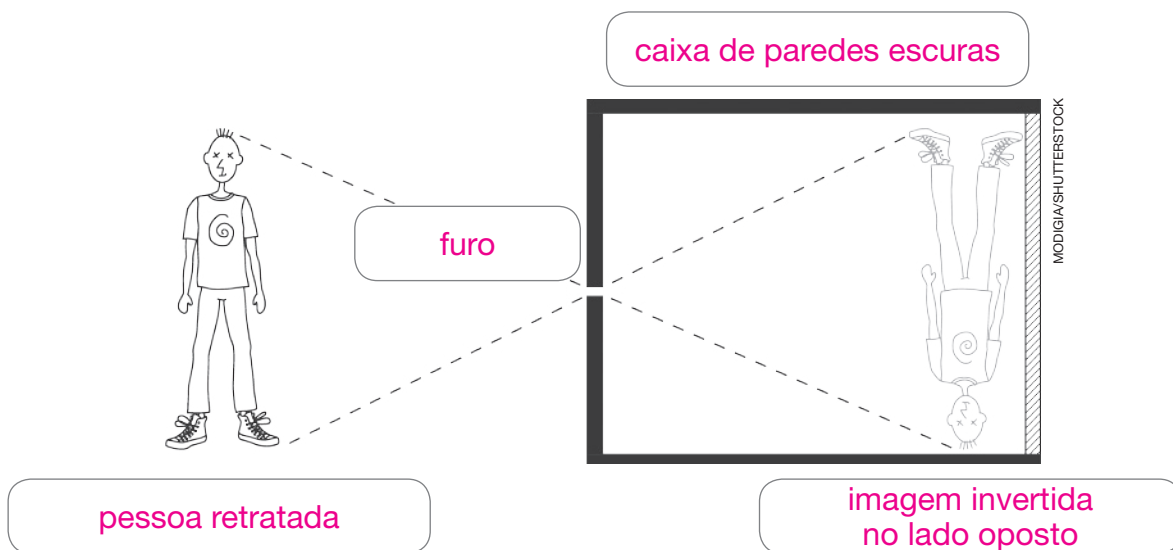 caixa de paredes escuras
MODIGIA/SHUTTERSTOCK
furo
pessoa retratada
imagem invertida
no lado oposto